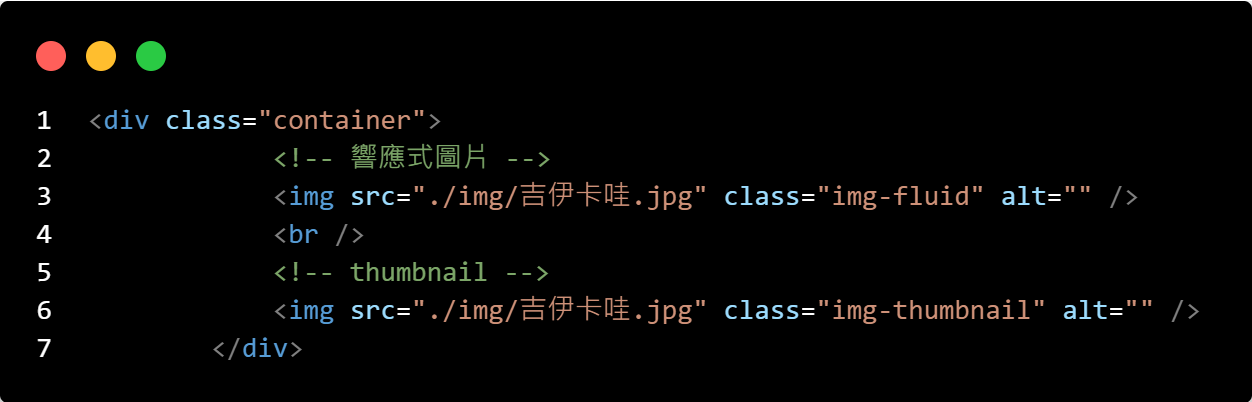 1 <div class="container">
2 <!-- 響應式圖片 -->
3 <img src="./img/吉伊卡哇.jpg" class="img-fluid" alt="" />
4 <br />
5 <!-- thumbnail -->
6 <img src="./img/吉伊卡哇.jpg" class="img-thumbnail" alt="" />
7 </div>